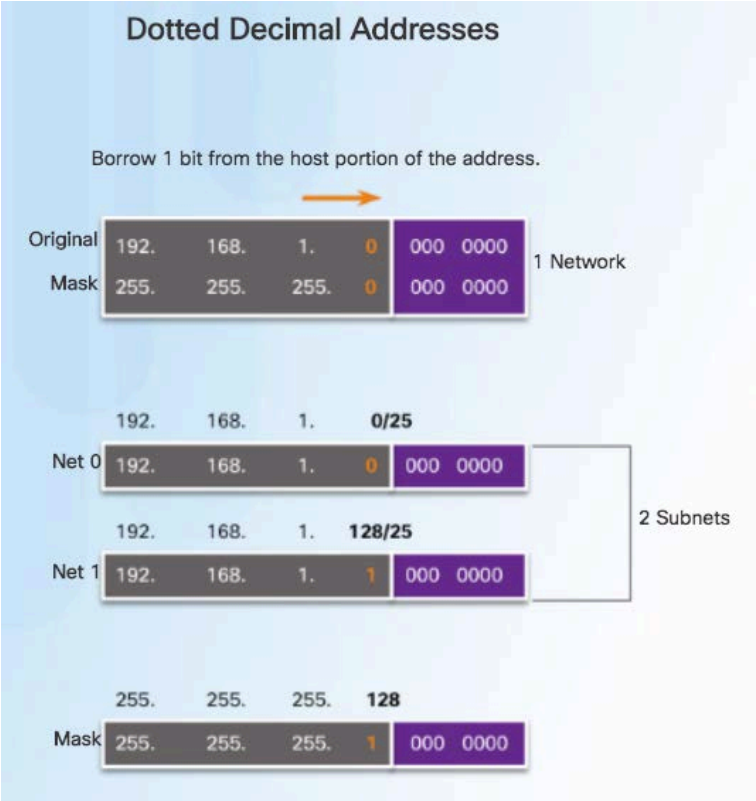 Dotted Decimal Addresses
Borrow 1 bit from the host portion of the address.
Original 192. 168. 1. 0 000 0000
1 Network
Mask 255. 255. 255. 0 000 0000
192. 168. 1. 0/25
Net 0 192. 168. 1. 0 000 0000
2 Subnets
192. 168. 1. 128/25
Net 1 192. 168. 1. 1 000 0000
255. 255. 255. 128
Mask 255. 255. 255. 1 000 0000